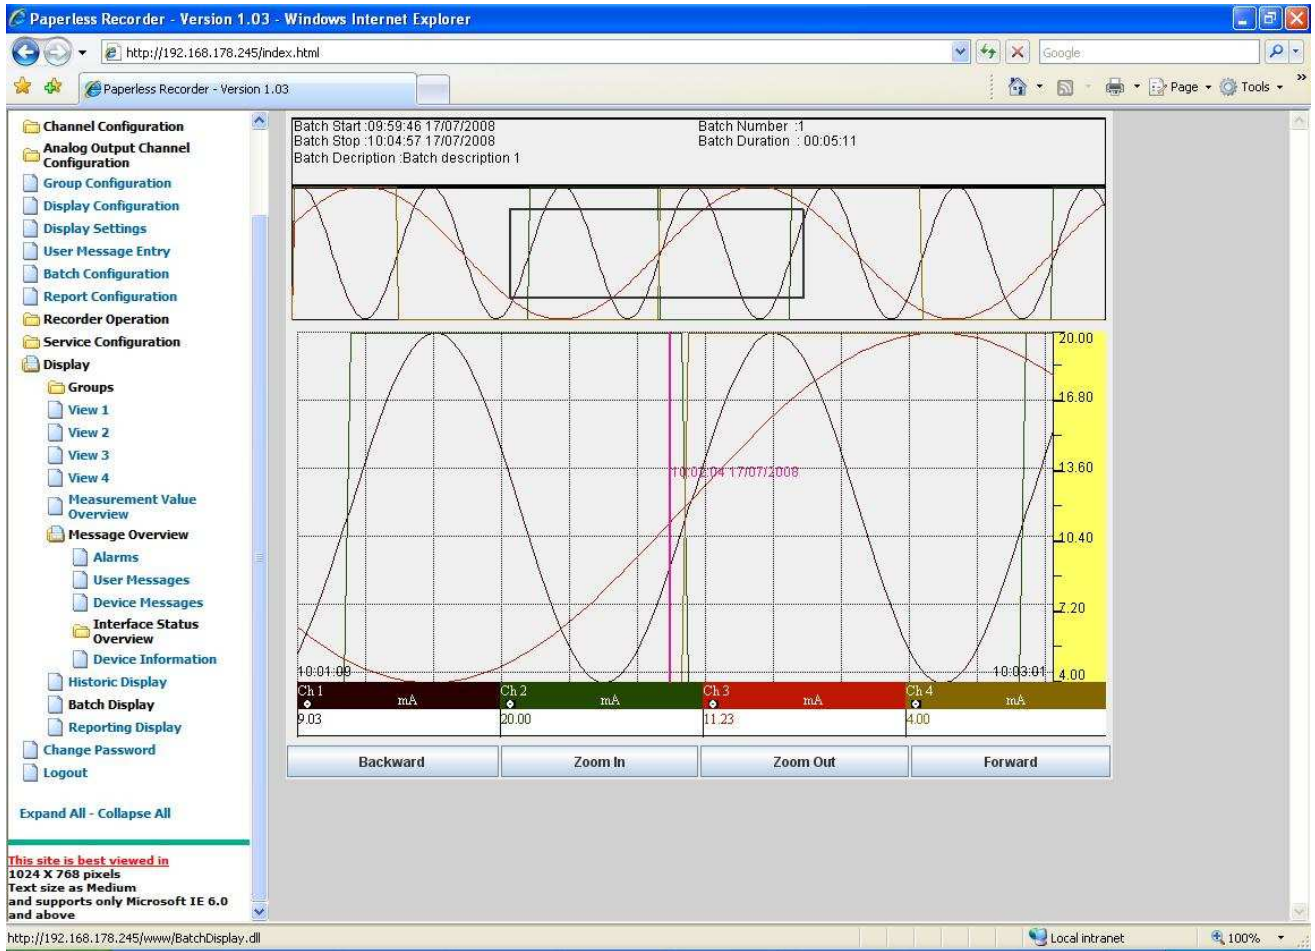 Paperless Recorder - Version 1.03 - Windows Internet Explorer
http://192.168.178.245/index.html
Google
Paperless Recorder - Version 1.03
Page
Tools
Channel Configuration
Analog Output Channel
Configuration
Group Configuration
Display Configuration
Display Settings
User Message Entry
Batch Configuration
Report Configuration
Recorder Operation
Service Configuration
Display
Groups
View 1
View 2
View 3
View 4
Measurement Value
Overview
Message Overview
Alarms
User Messages
Device Messages
Interface Status
Overview
Device Information
Historic Display
Batch Display
Reporting Display
Change Password
Logout
Expand All - Collapse All
This site is best viewed in
1024 X 768 pixels
Text size as Medium
and supports only Microsoft IE 6.0
and above
Batch Start :09:59:46 17/07/2008 Batch Number :1
Batch Stop :10:04:57 17/07/2008 Batch Duration : 00:05:11
Batch Decription :Batch description 1
20.00
16.80
13.60
10:02:04 17/07/2008
10.40
7.20
4.00
10:01:09 10:03:01
Ch 1 mA Ch 2 mA Ch 3 mA Ch 4 mA
9.03 20.00 11.23 4.00
Backward Zoom In Zoom Out Forward
http://192.168.178.245/www/BatchDisplay.dll Local intranet 100%